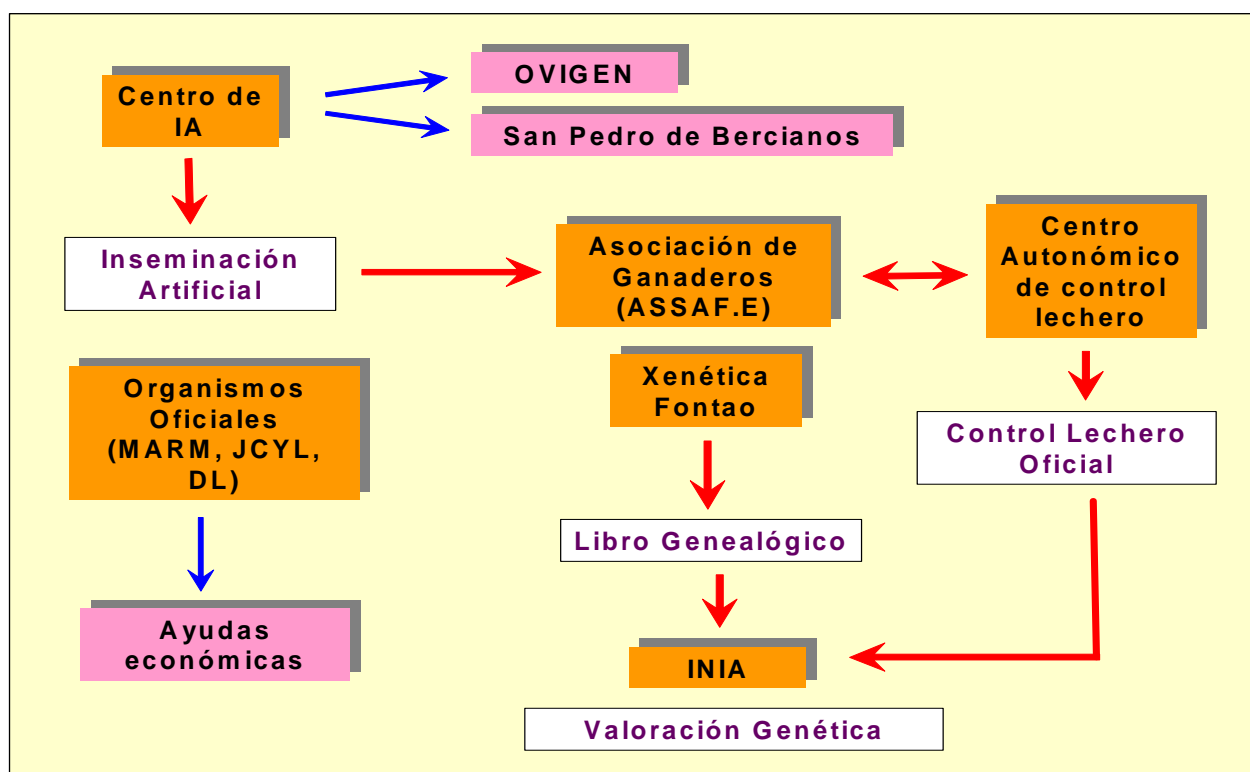 Centro de
IA
OVIGEN
San Pedro de Bercianos
Inseminación
Artificial
Asociación de
Ganaderos
(ASSAF.E)
Centro
Autonómico
de control
lechero
Organismos
Oficiales
(MARM, JCYL,
DL)
Xenética
Fontao
Control Lechero
Oficial
Libro Genealógico
Ayudas
económicas
INIA
Valoración Genética